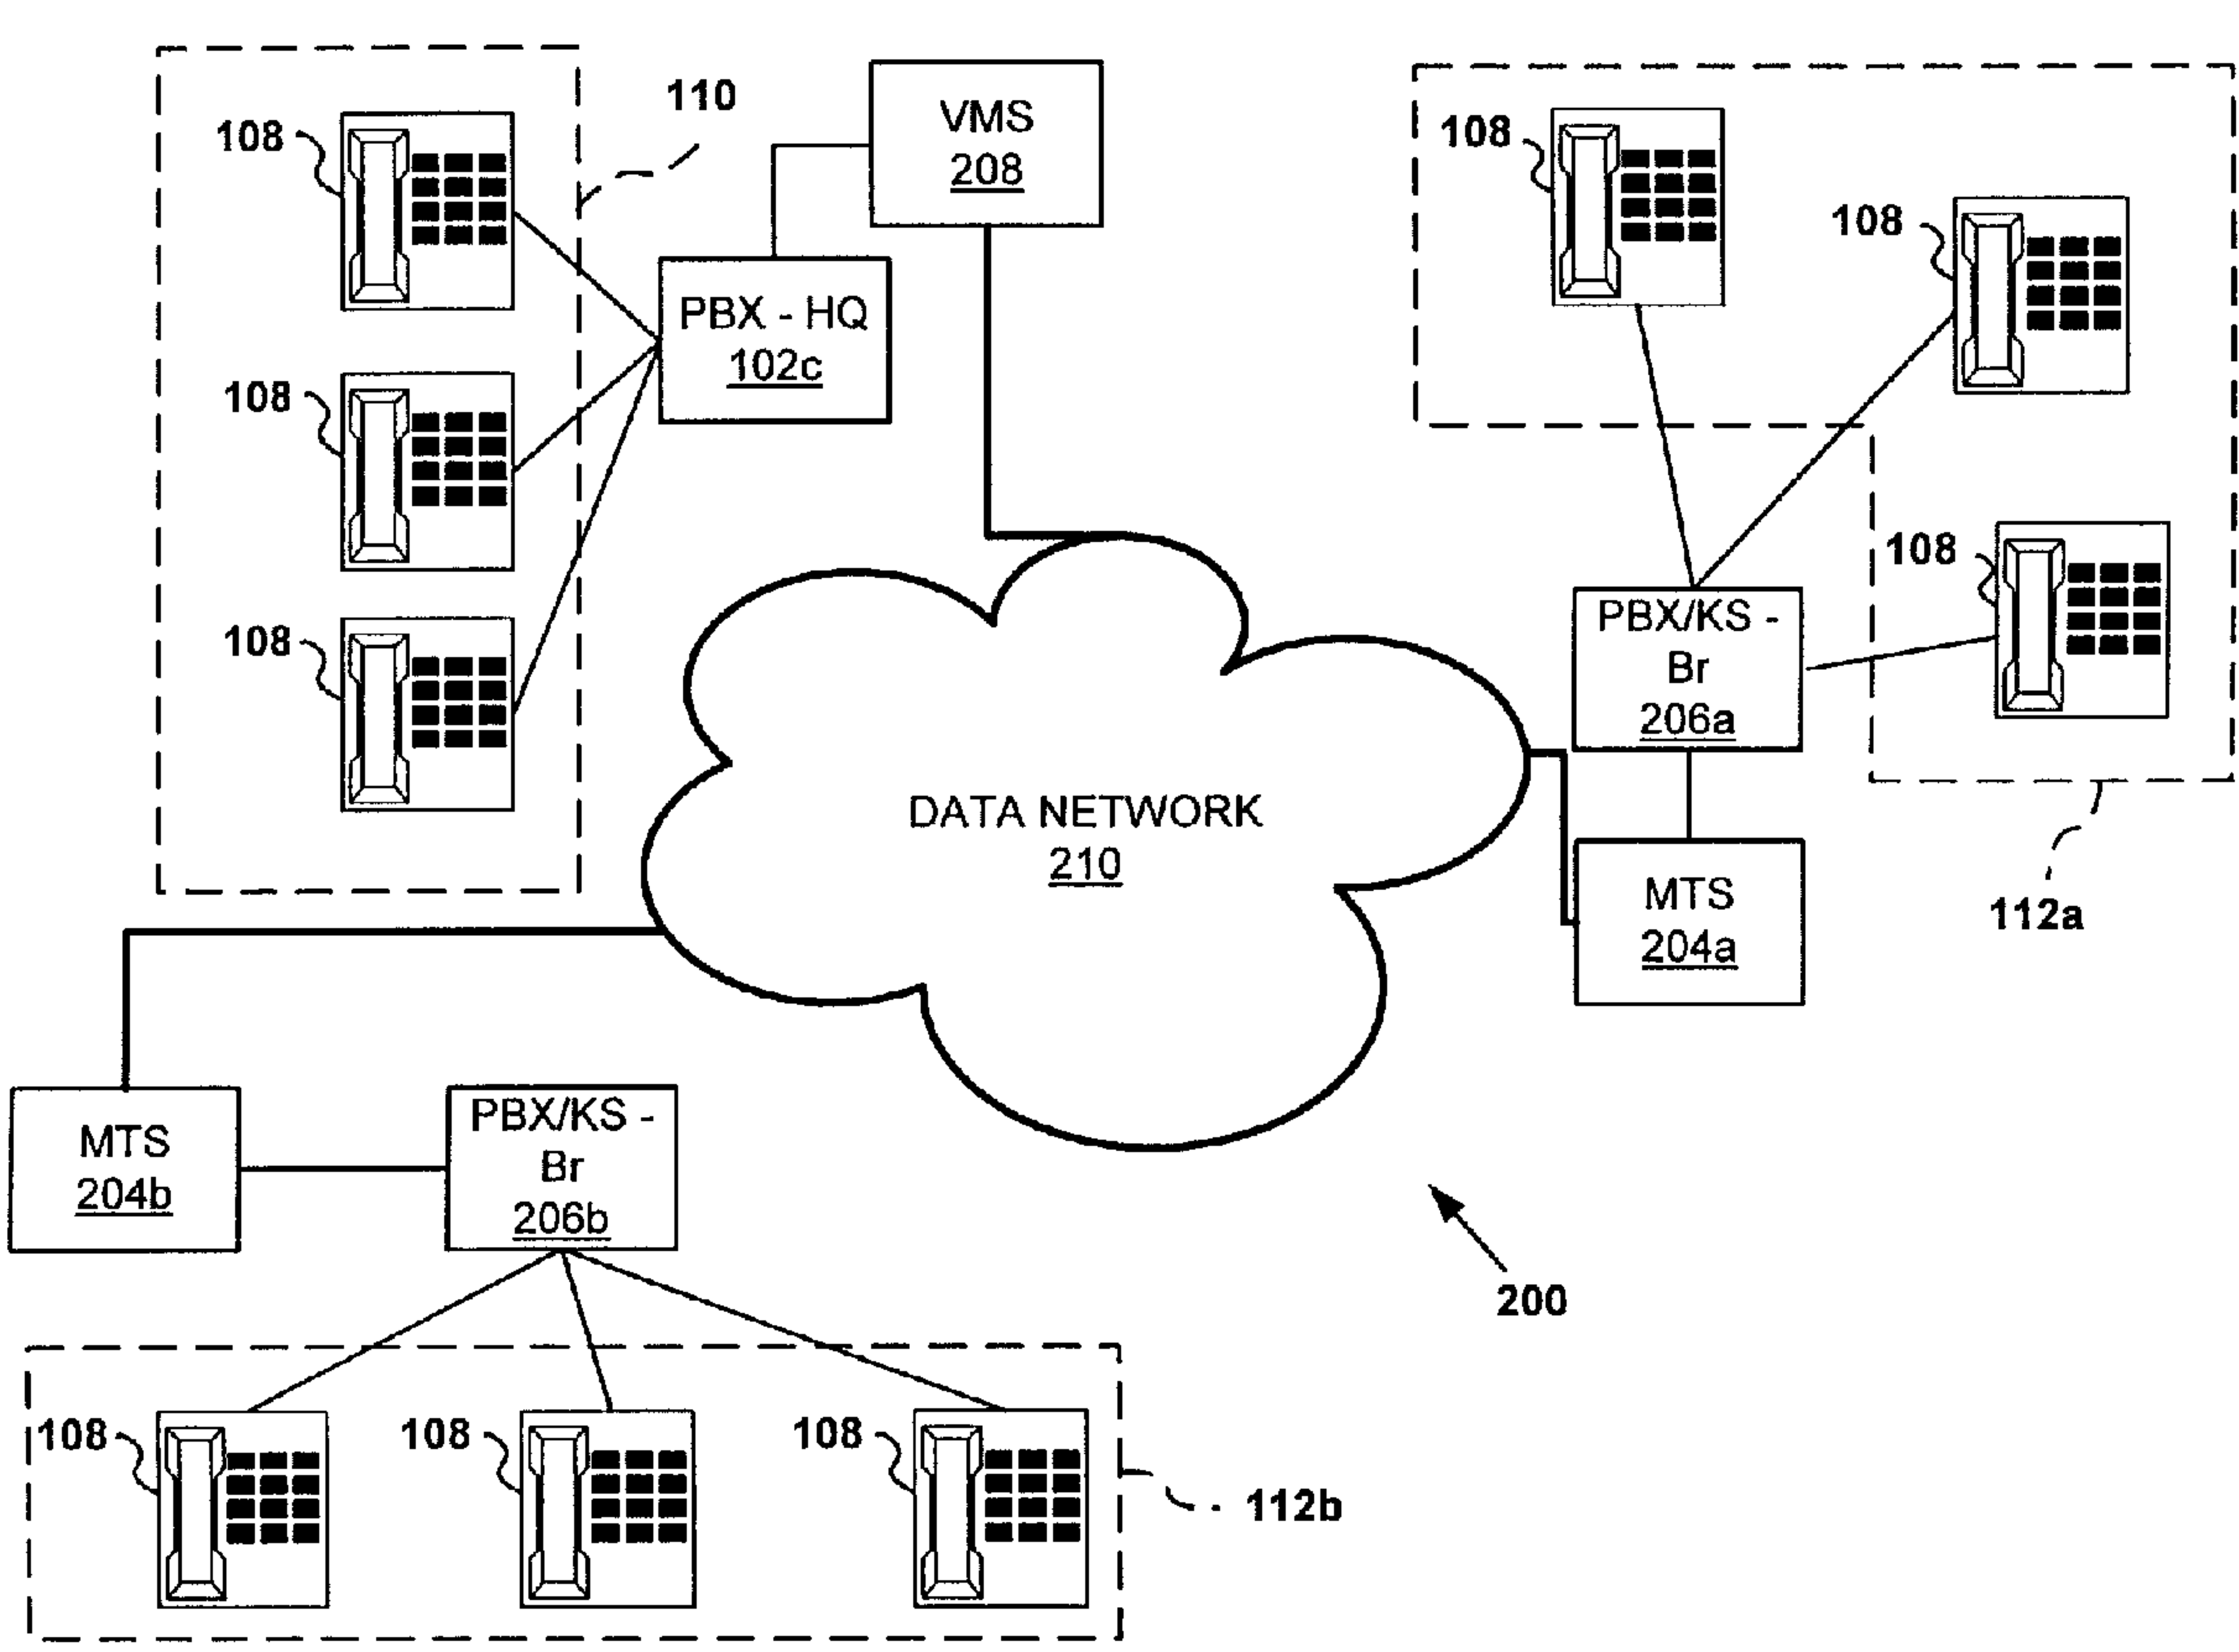 110
108
108
108
VMS
208
PBX - HQ
102c
108
108
108
PBX/KS -
Br
206a
MTS
204a
112a
DATA NETWORK
210
MTS
204b
PBX/KS -
Br
206b
200
108
108
108
112b